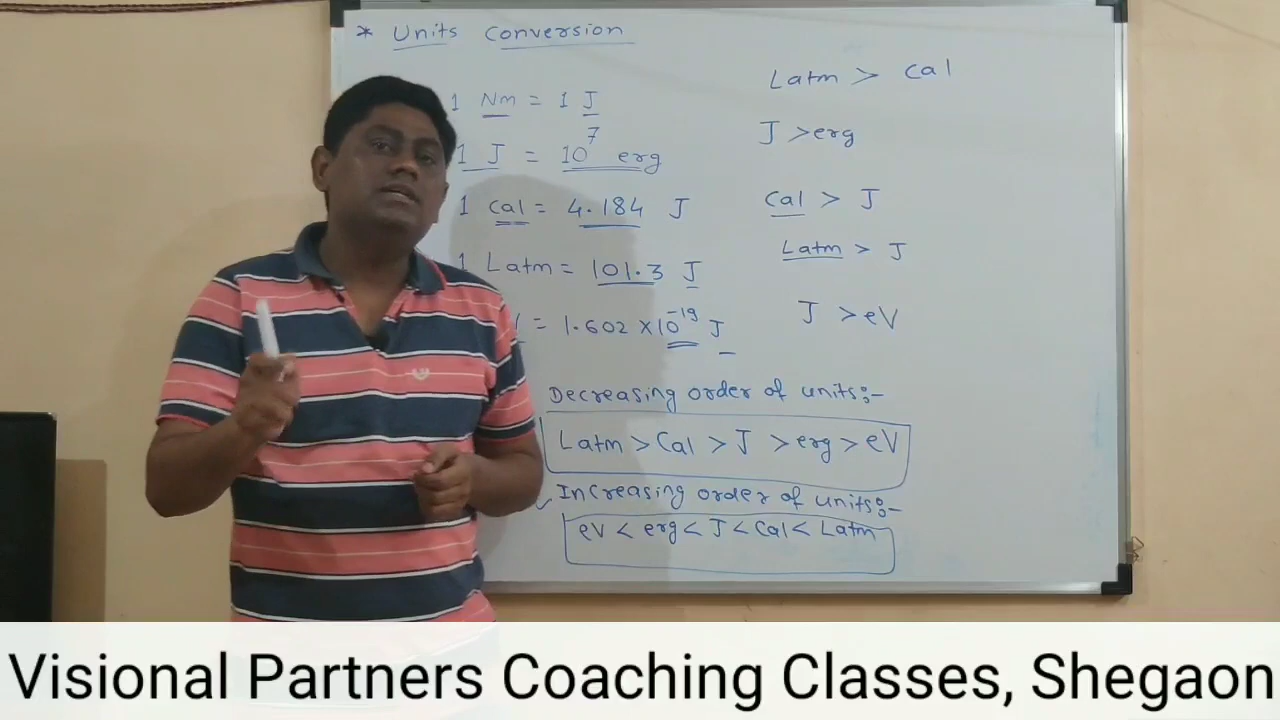 * Units Conversion
1 Nm = 1 J
1 J = 10⁷ erg
1 Cal = 4.184 J
1 Latm = 101.3 J
= 1.602 × 10⁻¹⁹ J
Latm > Cal
J > erg
Cal > J
Latm > J
J > eV
Decreasing order of units:-
Latm > Cal > J > erg > eV
Increasing order of units:-
eV < erg < J < Cal < Latm
Visional Partners Coaching Classes, Shegaon